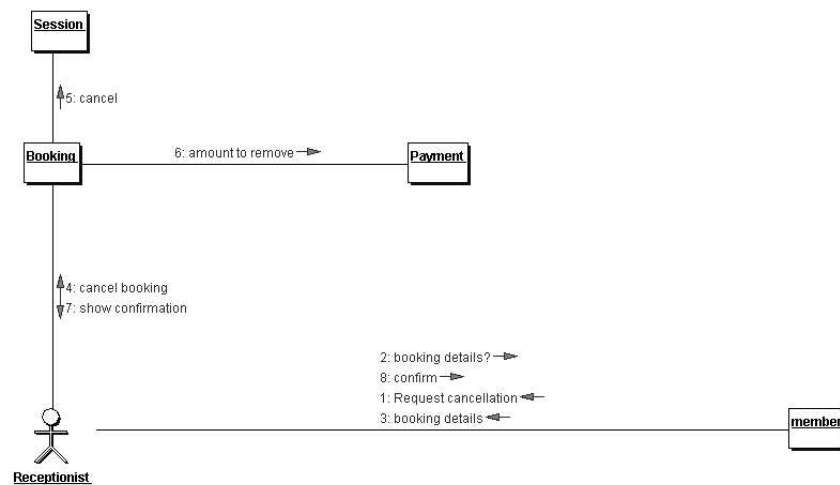 Session
5: cancel
Booking
6: amount to remove
Payment
4: cancel booking
7: show confirmation
2: booking details?
8: confirm
1: Request cancellation
3: booking details
member
Receptionist